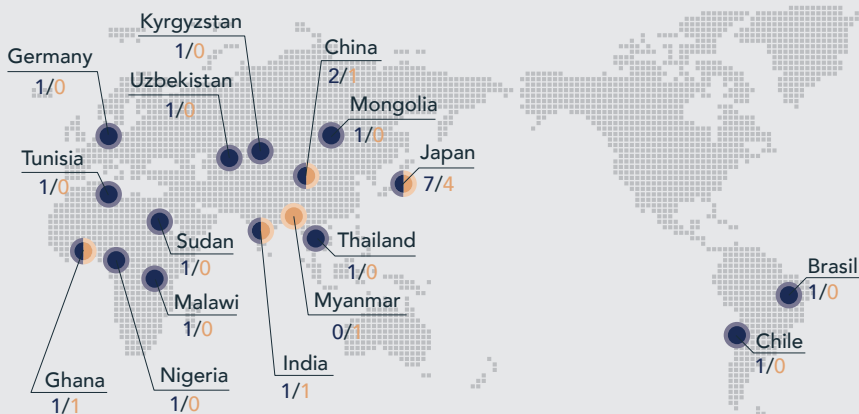 Kyrgyzstan
1/0
China
2/1
Germany
1/0
Uzbekistan
1/0
Mongolia
1/0
Tunisia
1/0
Japan
7/4
Sudan
1/0
Thailand
1/0
Brasil
1/0
Malawi
1/0
Myanmar
0/1
Chile
1/0
India
1/1
Ghana
1/1
Nigeria
1/0